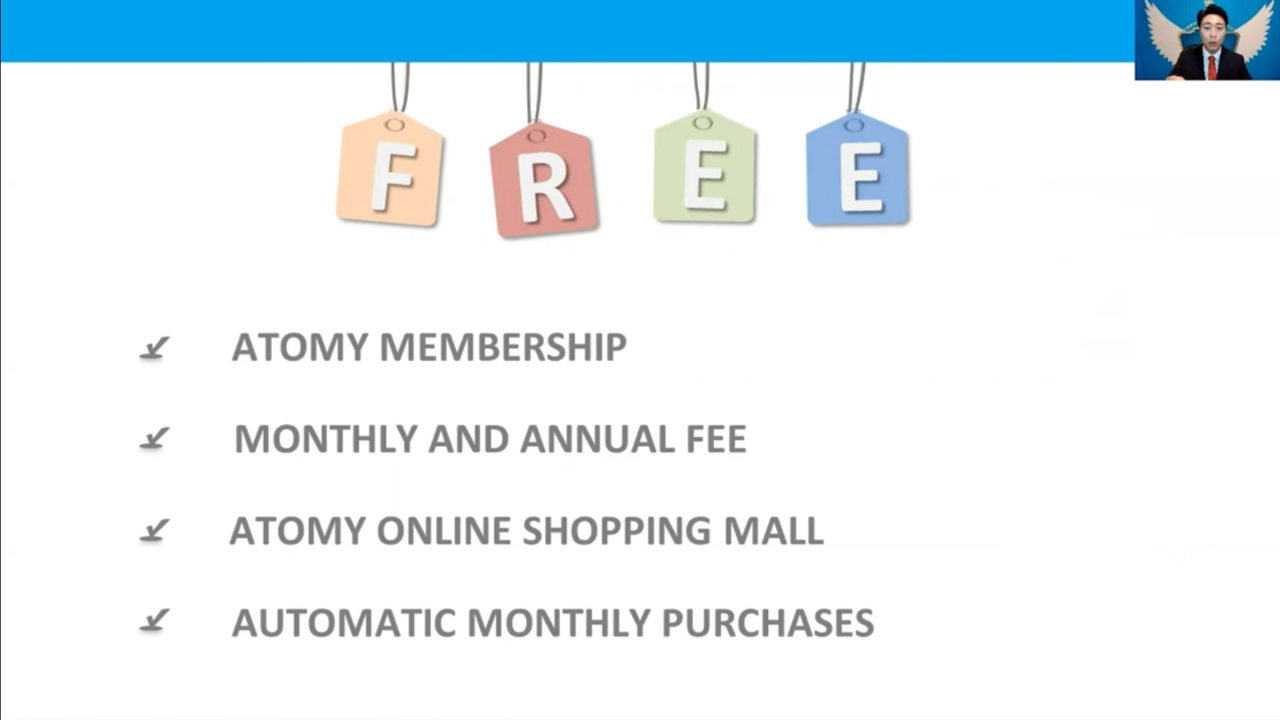 FREE
ATOMY MEMBERSHIP
MONTHLY AND ANNUAL FEE
ATOMY ONLINE SHOPPING MALL
AUTOMATIC MONTHLY PURCHASES